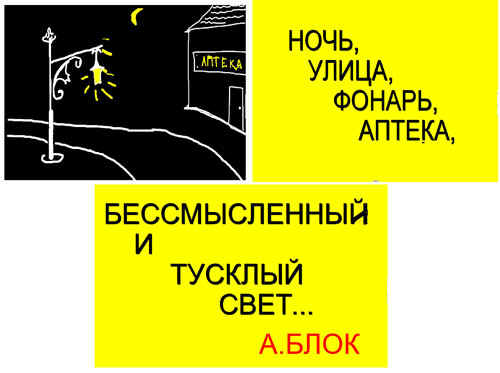 АПТЕКА
НОЧЬ,
УЛИЦА,
ФОНАРЬ,
АПТЕКА,
БЕССМЫСЛЕННЫЙ
И
ТУСКЛЫЙ
СВЕТ...
А.БЛОК